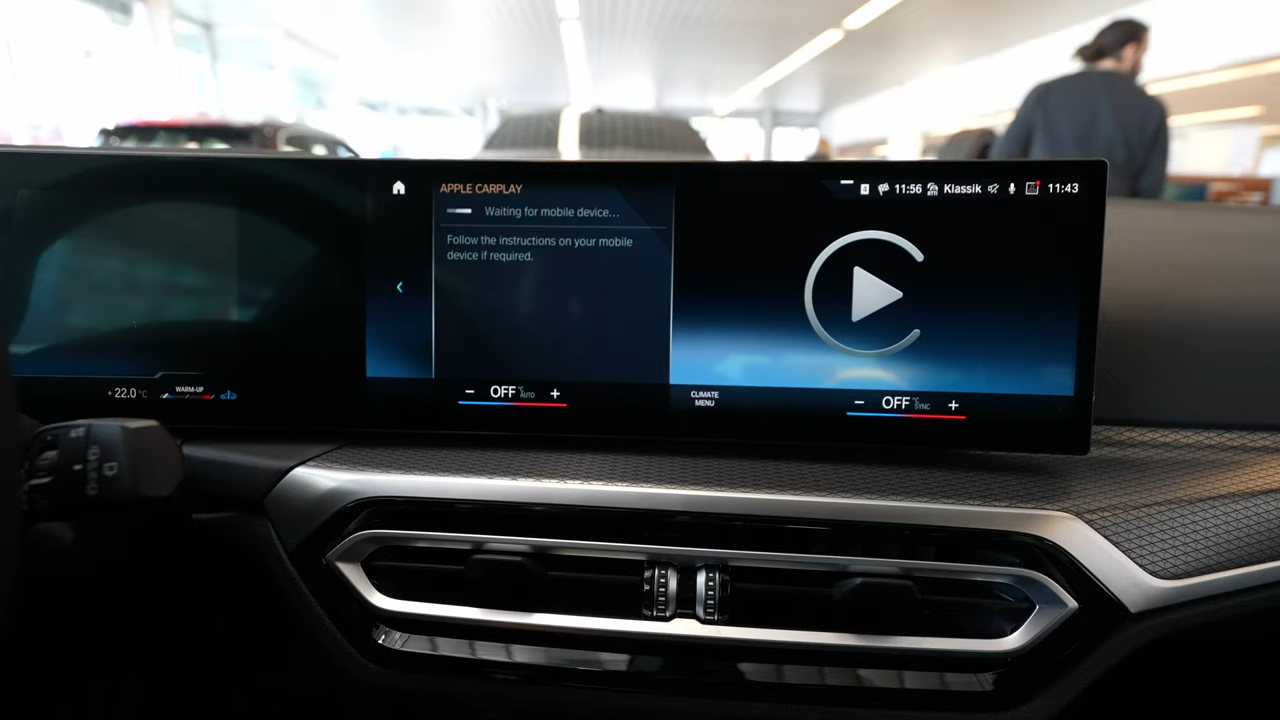 APPLE CARPLAY
Waiting for mobile device...
Follow the instructions on your mobile
device if required.
4 11:56 Klassik 11:43
+ 22.0 °C
WARM-UP
− OFF °C AUTO +
CLIMATE
MENU
− OFF °C SYNC +